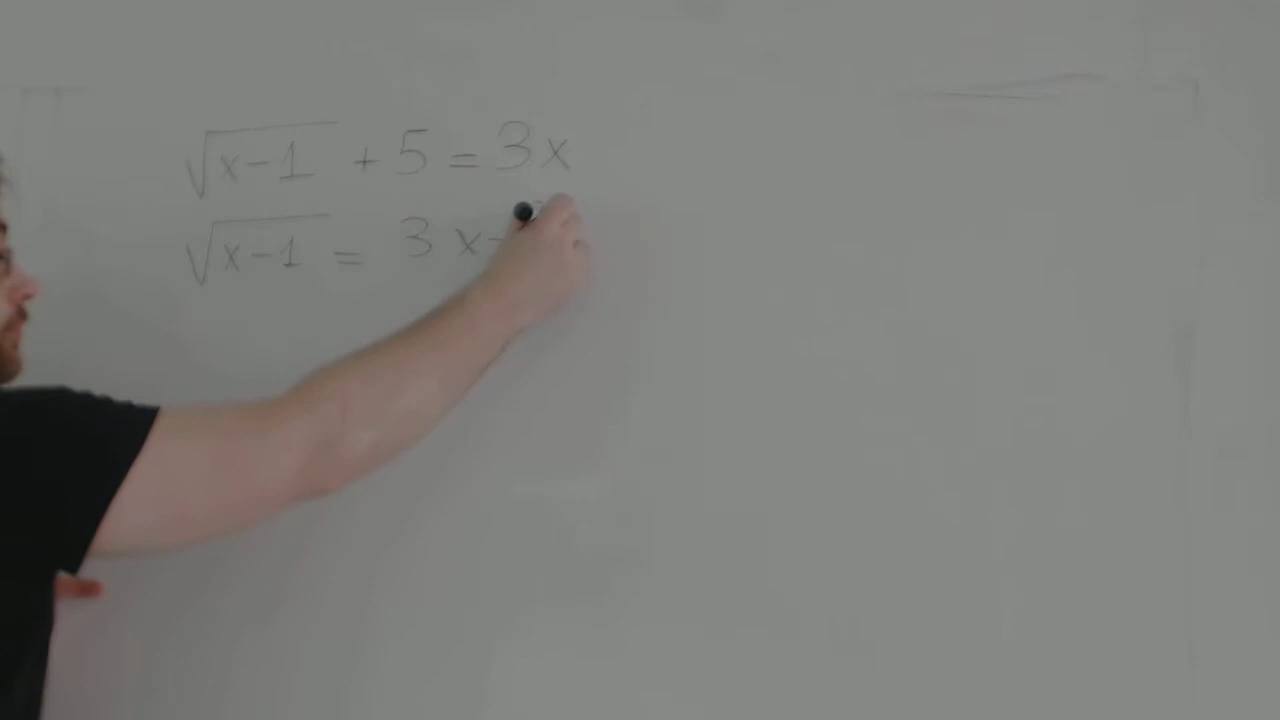 √(x-1) + 5 = 3x
√(x-1) = 3x-